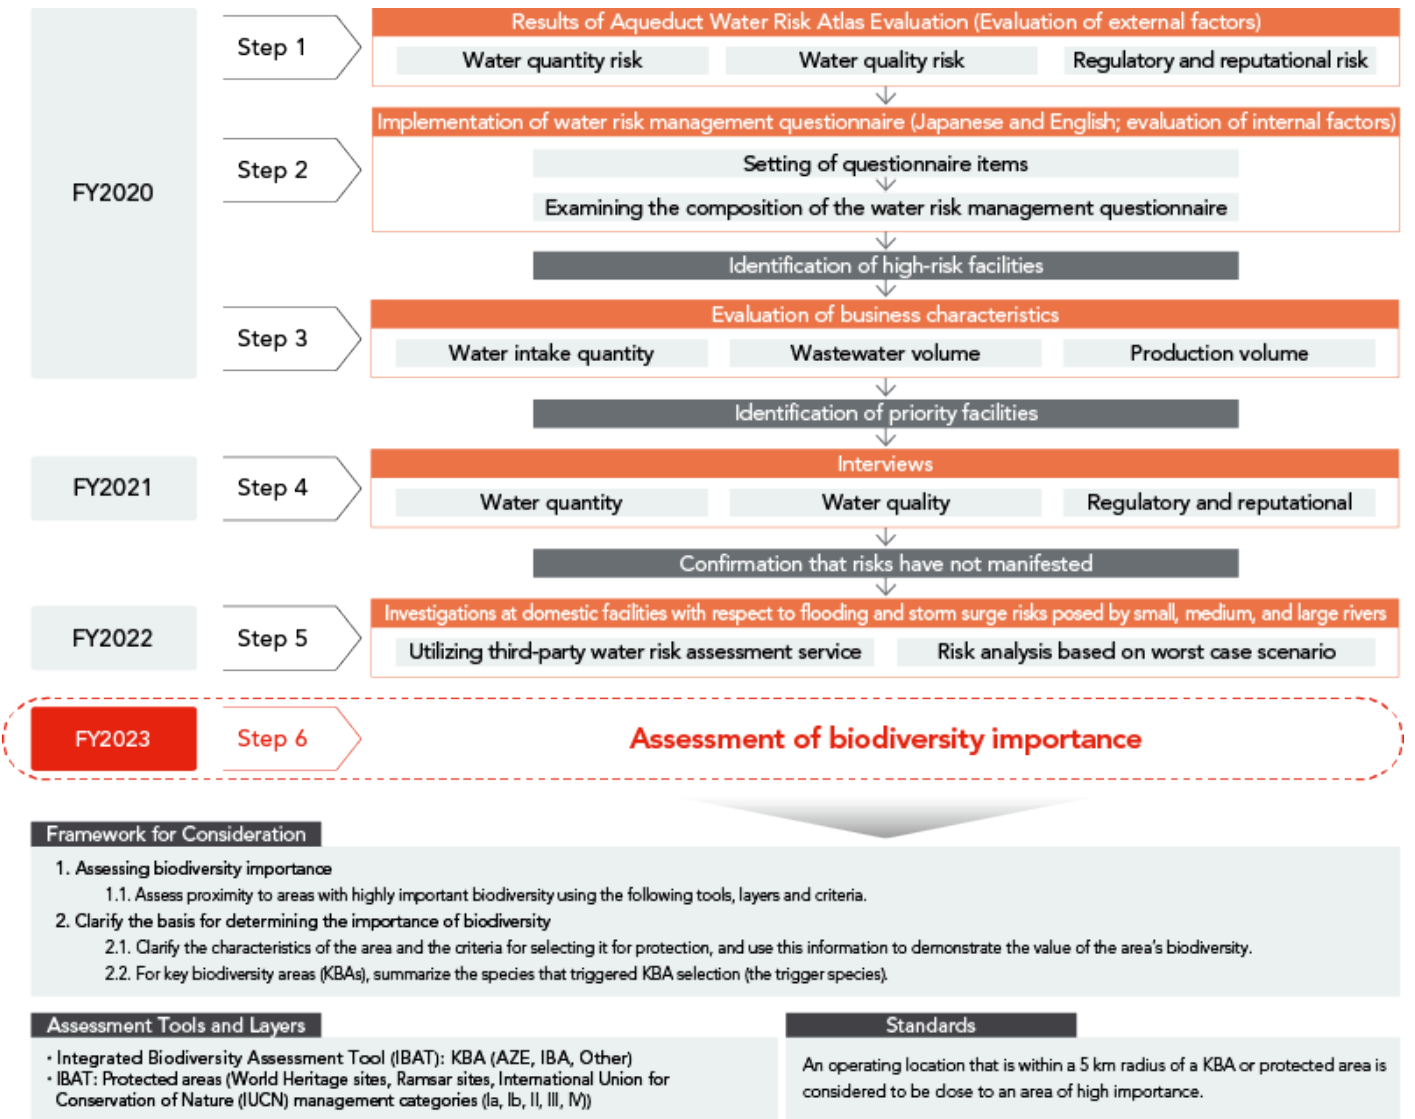 FY2020
Step 1
Results of Aqueduct Water Risk Atlas Evaluation (Evaluation of external factors)
Water quantity risk
Water quality risk
Regulatory and reputational risk
Step 2
Implementation of water risk management questionnaire (Japanese and English; evaluation of internal factors)
Setting of questionnaire items
Examining the composition of the water risk management questionnaire
Identification of high-risk facilities
Step 3
Evaluation of business characteristics
Water intake quantity
Wastewater volume
Production volume
Identification of priority facilities
FY2021
Step 4
Interviews
Water quantity
Water quality
Regulatory and reputational
Confirmation that risks have not manifested
FY2022
Step 5
Investigations at domestic facilities with respect to flooding and storm surge risks posed by small, medium, and large rivers
Utilizing third-party water risk assessment service
Risk analysis based on worst case scenario
FY2023
Step 6
Assessment of biodiversity importance
Framework for Consideration
1. Assessing biodiversity importance
1.1. Assess proximity to areas with highly important biodiversity using the following tools, layers and criteria.
2. Clarify the basis for determining the importance of biodiversity
2.1. Clarify the characteristics of the area and the criteria for selecting it for protection, and use this information to demonstrate the value of the area's biodiversity.
2.2. For key biodiversity areas (KBAs), summarize the species that triggered KBA selection (the trigger species).
Assessment Tools and Layers
・Integrated Biodiversity Assessment Tool (IBAT): KBA (AZE, IBA, Other)
・IBAT: Protected areas (World Heritage sites, Ramsar sites, International Union for
Conservation of Nature (IUCN) management categories (Ia, Ib, II, III, IV))
Standards
An operating location that is within a 5 km radius of a KBA or protected area is
considered to be close to an area of high importance.